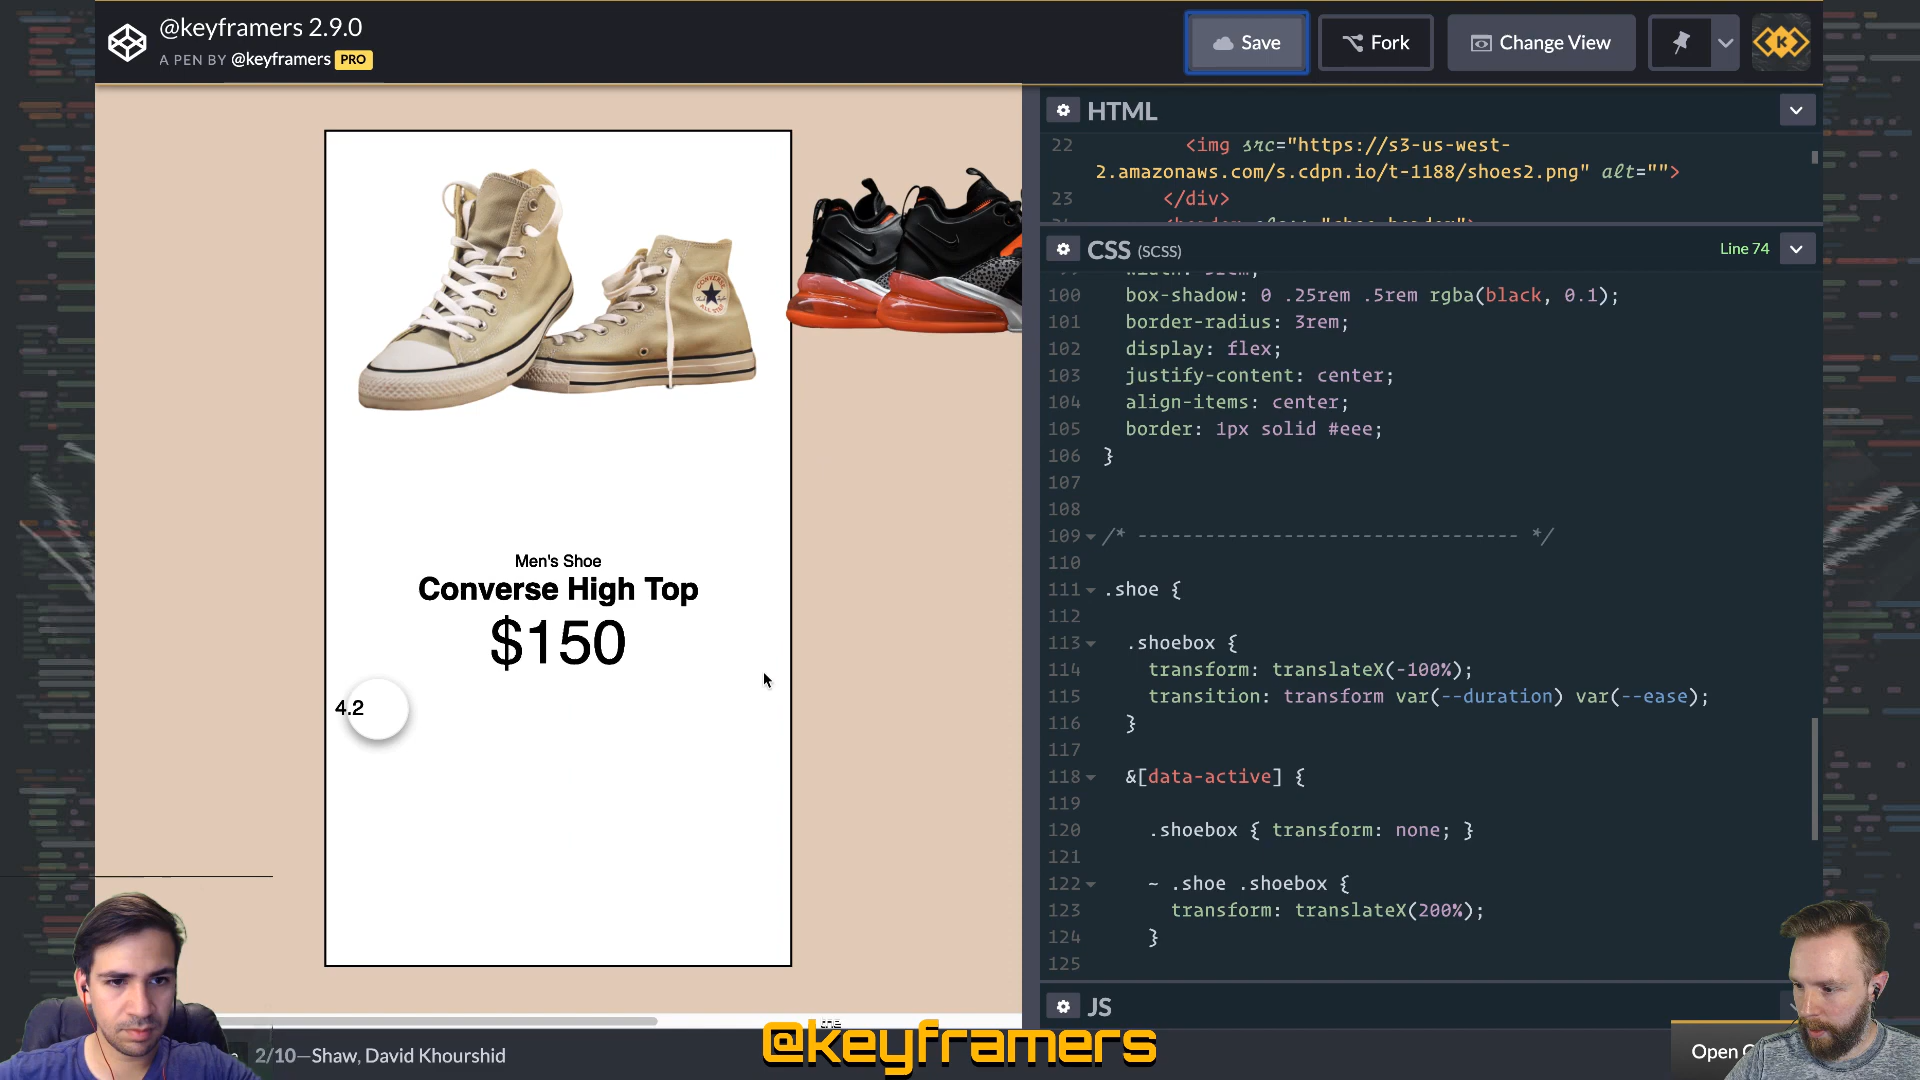 @keyframers 2.9.0
A PEN BY @keyframers PRO
Save
Fork
Change View
K
HTML
22 <img src="https://s3-us-west-
2.amazonaws.com/s.cdpn.io/t-1188/shoes2.png" alt="">
23 </div>
CSS (SCSS)
Line 74
100 box-shadow: 0 .25rem .5rem rgba(black, 0.1);
101 border-radius: 3rem;
102 display: flex;
103 justify-content: center;
104 align-items: center;
105 border: 1px solid #eee;
106 }
107
108
109 /* ---------------------------------- */
110
111 .shoe {
112
113 .shoebox {
114 transform: translateX(-100%);
115 transition: transform var(--duration) var(--ease);
116 }
117
118 &[data-active] {
119
120 .shoebox { transform: none; }
121
122 ~ .shoe .shoebox {
123 transform: translateX(200%);
124 }
125
JS
CONVERSE
ALL STAR
Men's Shoe
Converse High Top
$150
4.2
2/10—Shaw, David Khourshid
@keyframers
Open